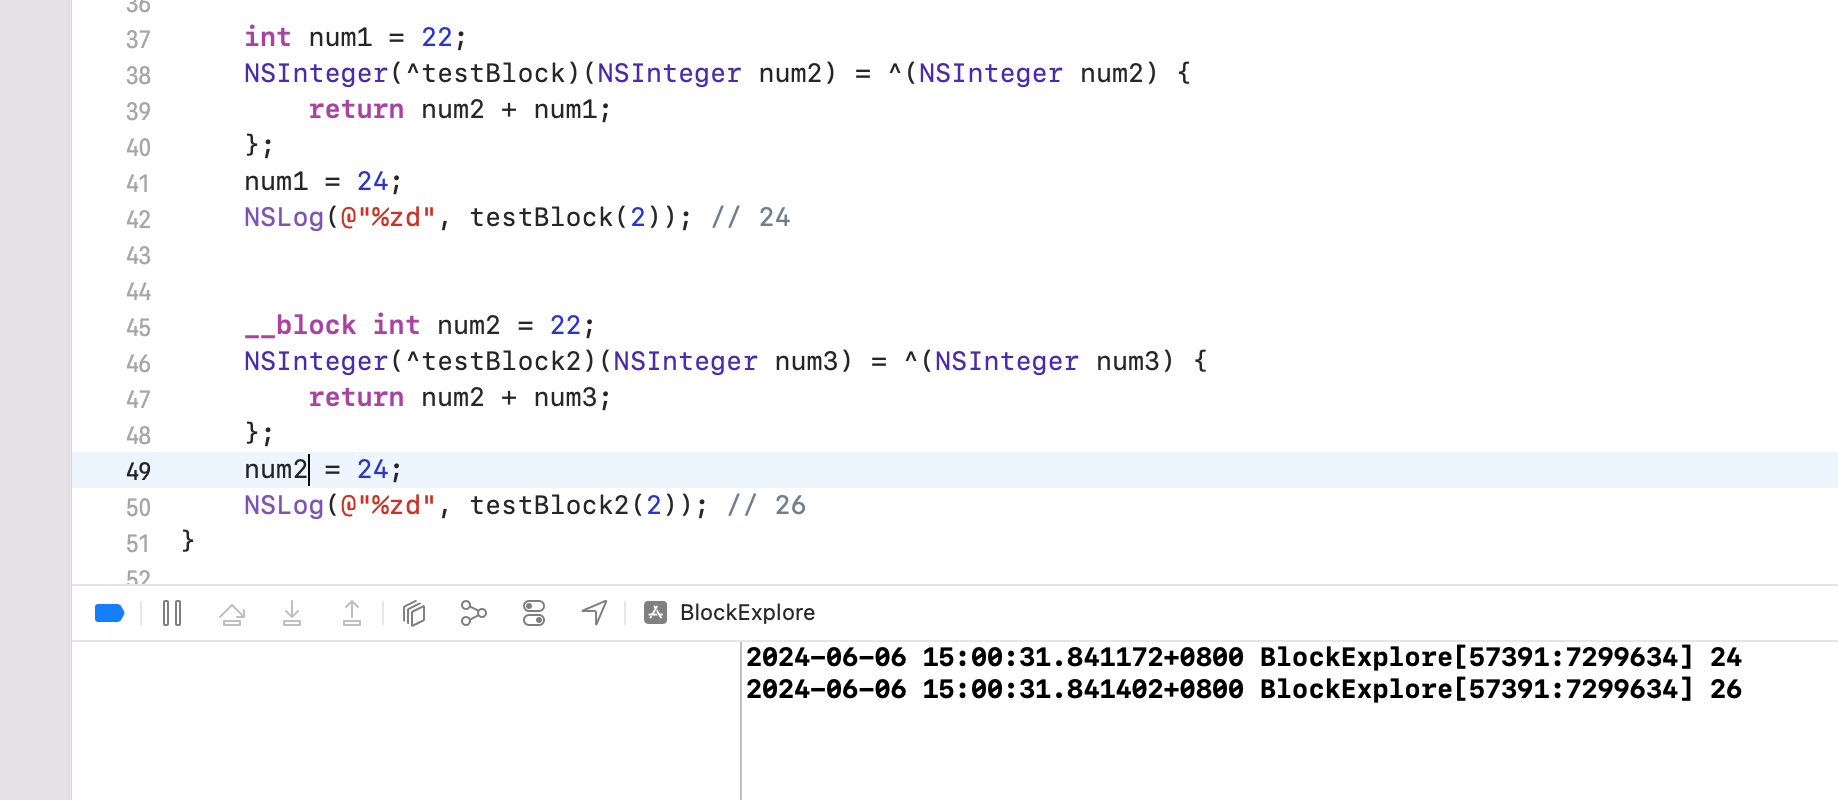 36
37 int num1 = 22;
38 NSInteger(^testBlock)(NSInteger num2) = ^(NSInteger num2) {
39 return num2 + num1;
40 };
41 num1 = 24;
42 NSLog(@"%zd", testBlock(2)); // 24
43
44
45 __block int num2 = 22;
46 NSInteger(^testBlock2)(NSInteger num3) = ^(NSInteger num3) {
47 return num2 + num3;
48 };
49 num2 = 24;
50 NSLog(@"%zd", testBlock2(2)); // 26
51 }
52
BlockExplore
2024-06-06 15:00:31.841172+0800 BlockExplore[57391:7299634] 24
2024-06-06 15:00:31.841402+0800 BlockExplore[57391:7299634] 26